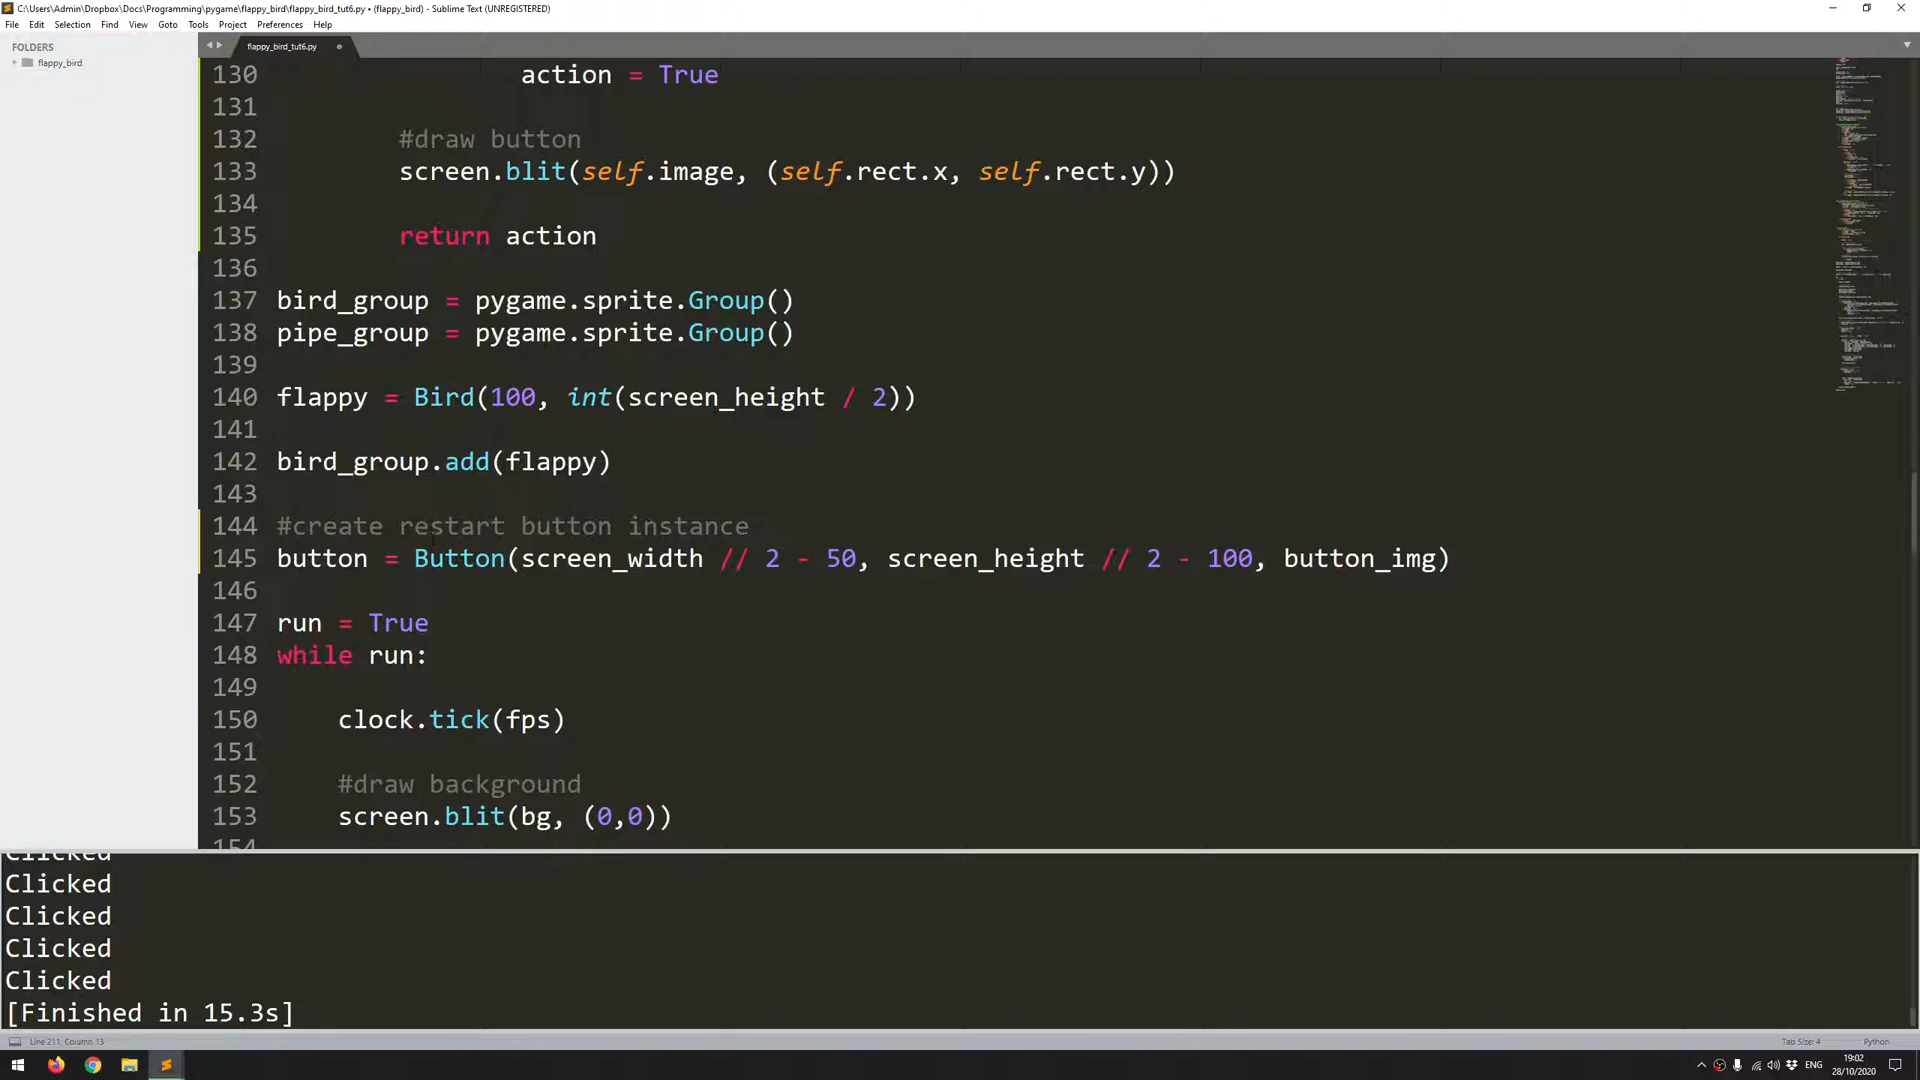 C:\Users\Admin\Dropbox\Docs\Programming\pygame\flappy_bird\flappy_bird_tut6.py • (flappy_bird) - Sublime Text (UNREGISTERED)
File Edit Selection Find View Goto Tools Project Preferences Help
FOLDERS
flappy_bird
flappy_bird_tut6.py
130 action = True
131
132 #draw button
133 screen.blit(self.image, (self.rect.x, self.rect.y))
134
135 return action
136
137 bird_group = pygame.sprite.Group()
138 pipe_group = pygame.sprite.Group()
139
140 flappy = Bird(100, int(screen_height / 2))
141
142 bird_group.add(flappy)
143
144 #create restart button instance
145 button = Button(screen_width // 2 - 50, screen_height // 2 - 100, button_img)
146
147 run = True
148 while run:
149
150 clock.tick(fps)
151
152 #draw background
153 screen.blit(bg, (0,0))
154
Clicked
Clicked
Clicked
Clicked
Clicked
[Finished in 15.3s]
Line 211, Column 13
Tab Size: 4 Python
ENG
19:02
28/10/2020